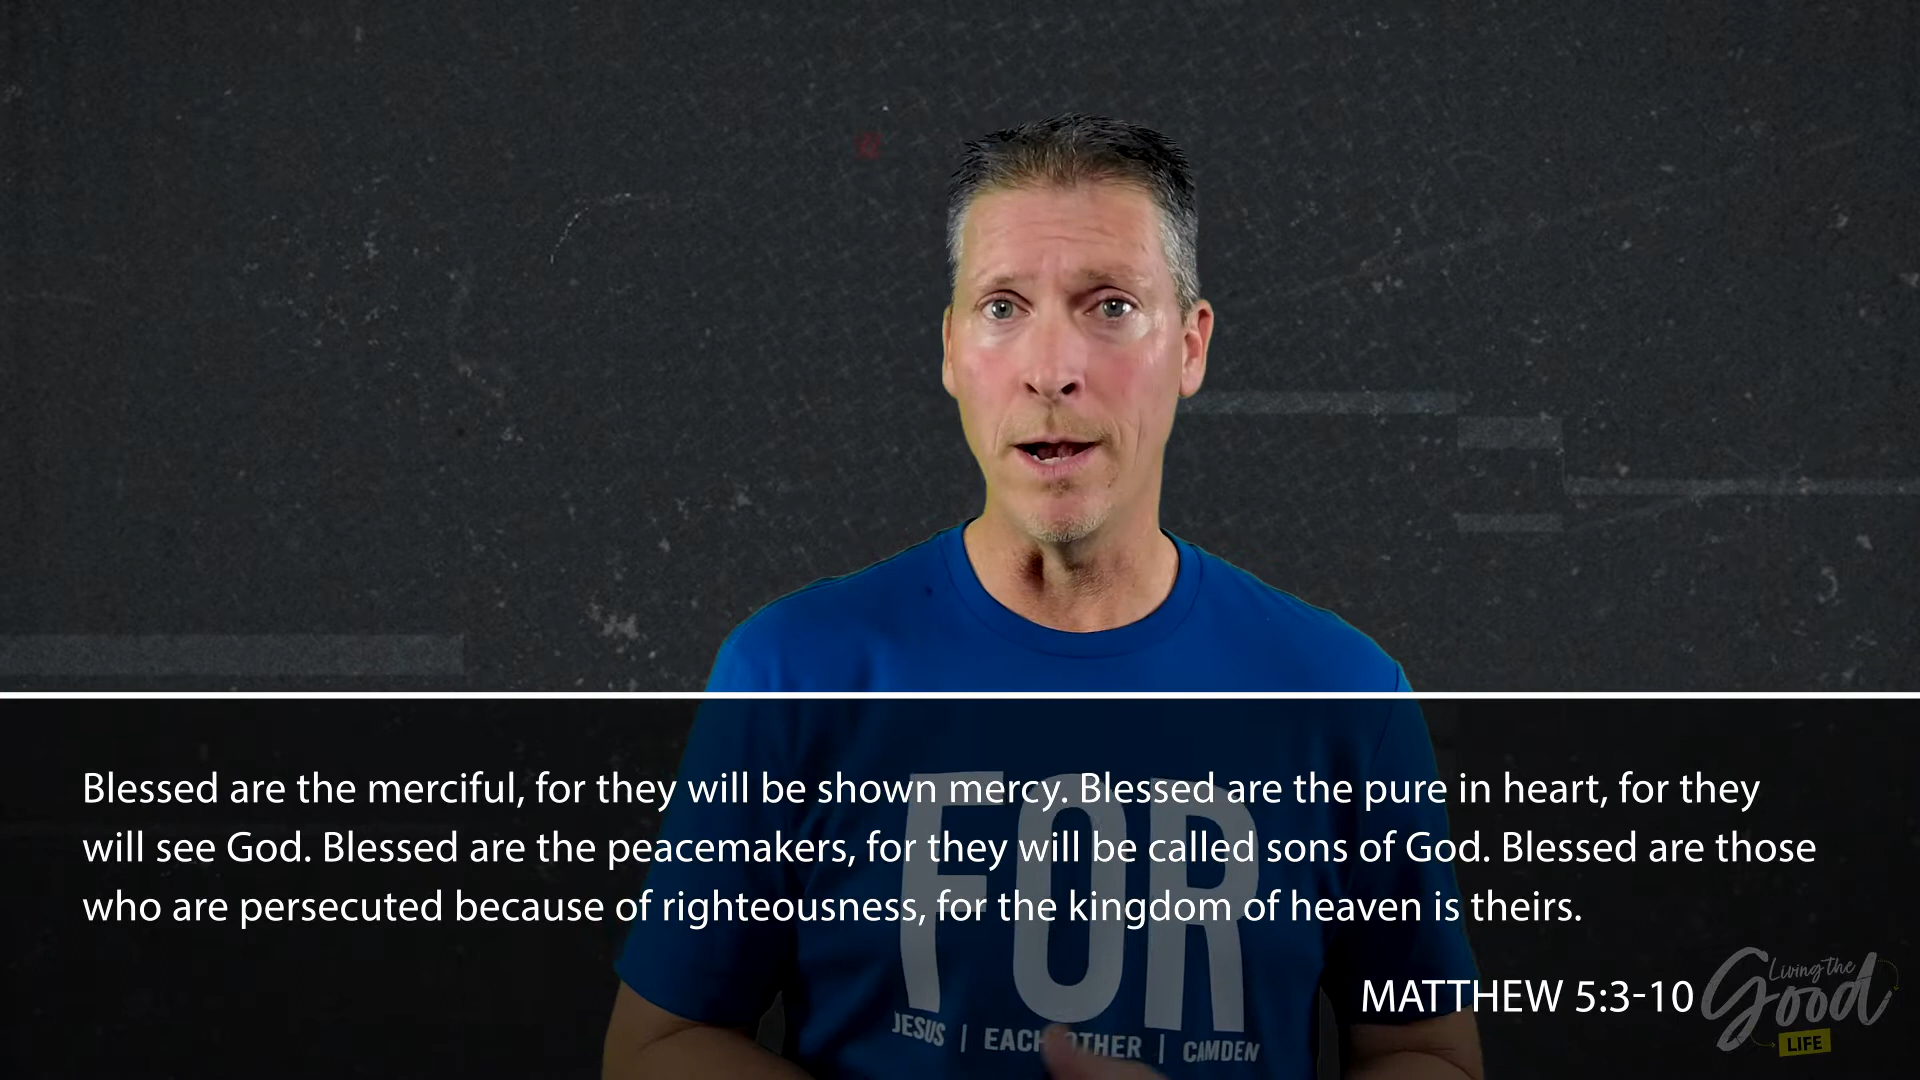 Blessed are the merciful, for they will be shown mercy. Blessed are the pure in heart, for they
will see God. Blessed are the peacemakers, for they will be called sons of God. Blessed are those
who are persecuted because of righteousness, for the kingdom of heaven is theirs.
MATTHEW 5:3-10
FOR
JESUS | EACH OTHER | CAMDEN
Living the
Good
LIFE